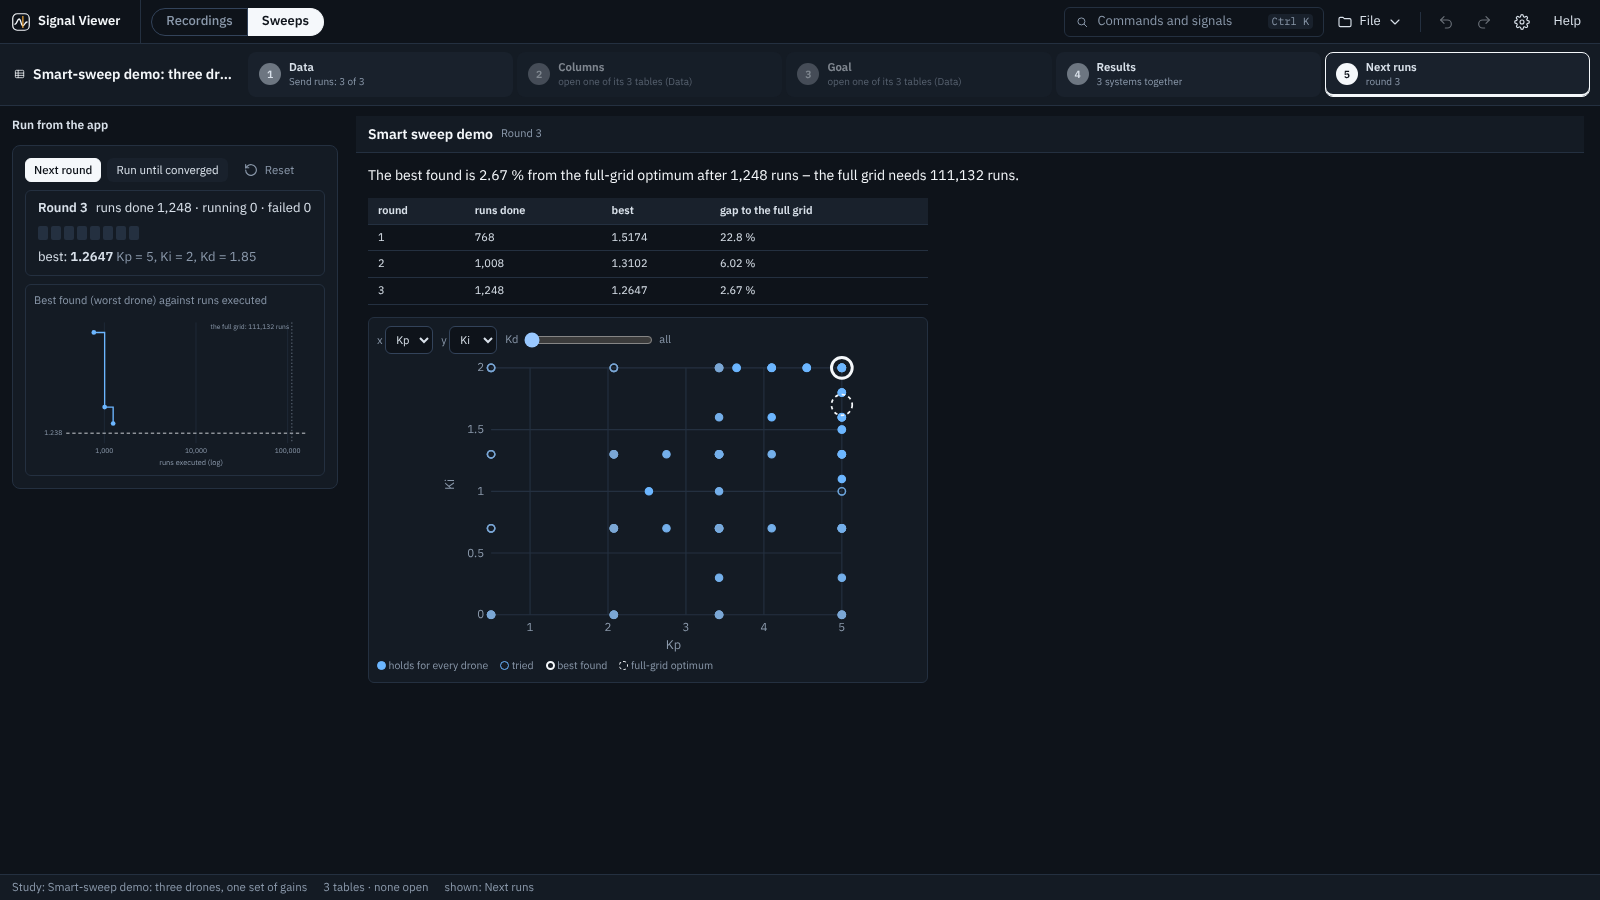 Signal Viewer
Recordings
Sweeps
Commands and signals
Ctrl K
File
Help
Smart-sweep demo: three dr...
1
Data
Send runs: 3 of 3
2
Columns
open one of its 3 tables (Data)
3
Goal
open one of its 3 tables (Data)
4
Results
3 systems together
5
Next runs
round 3
Run from the app
Next round
Run until converged
Reset
Round 3 runs done 1,248 · running 0 · failed 0
best: 1.2647 Kp = 5, Ki = 2, Kd = 1.85
Best found (worst drone) against runs executed
the full grid: 111,132 runs
1.238
1,000 10,000 100,000
runs executed (log)
Smart sweep demo Round 3
The best found is 2.67 % from the full-grid optimum after 1,248 runs – the full grid needs 111,132 runs.
round runs done best gap to the full grid
1 768 1.5174 22.8 %
2 1,008 1.3102 6.02 %
3 1,248 1.2647 2.67 %
x Kp y Ki Kd all
2
1.5
1
0.5
0
Ki
1 2 3 4 5
Kp
holds for every drone tried best found full-grid optimum
Study: Smart-sweep demo: three drones, one set of gains 3 tables · none open shown: Next runs